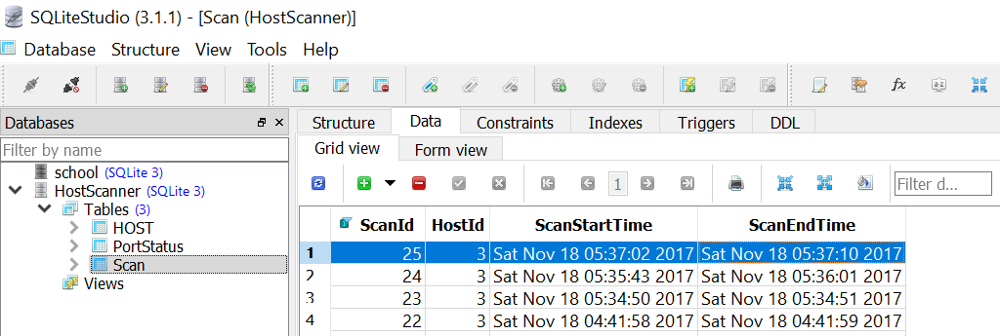 SQLiteStudio (3.1.1) - [Scan (HostScanner)]
Database Structure View Tools Help
Databases
Filter by name
school (SQLite 3)
HostScanner (SQLite 3)
Tables (3)
HOST
PortStatus
Scan
Views
Structure Data Constraints Indexes Triggers DDL
Grid view Form view
1 Filter d...
ScanId HostId ScanStartTime ScanEndTime
1 25 3 Sat Nov 18 05:37:02 2017 Sat Nov 18 05:37:10 2017
2 24 3 Sat Nov 18 05:35:43 2017 Sat Nov 18 05:36:01 2017
3 23 3 Sat Nov 18 05:34:50 2017 Sat Nov 18 05:34:51 2017
4 22 3 Sat Nov 18 04:41:58 2017 Sat Nov 18 04:41:59 2017